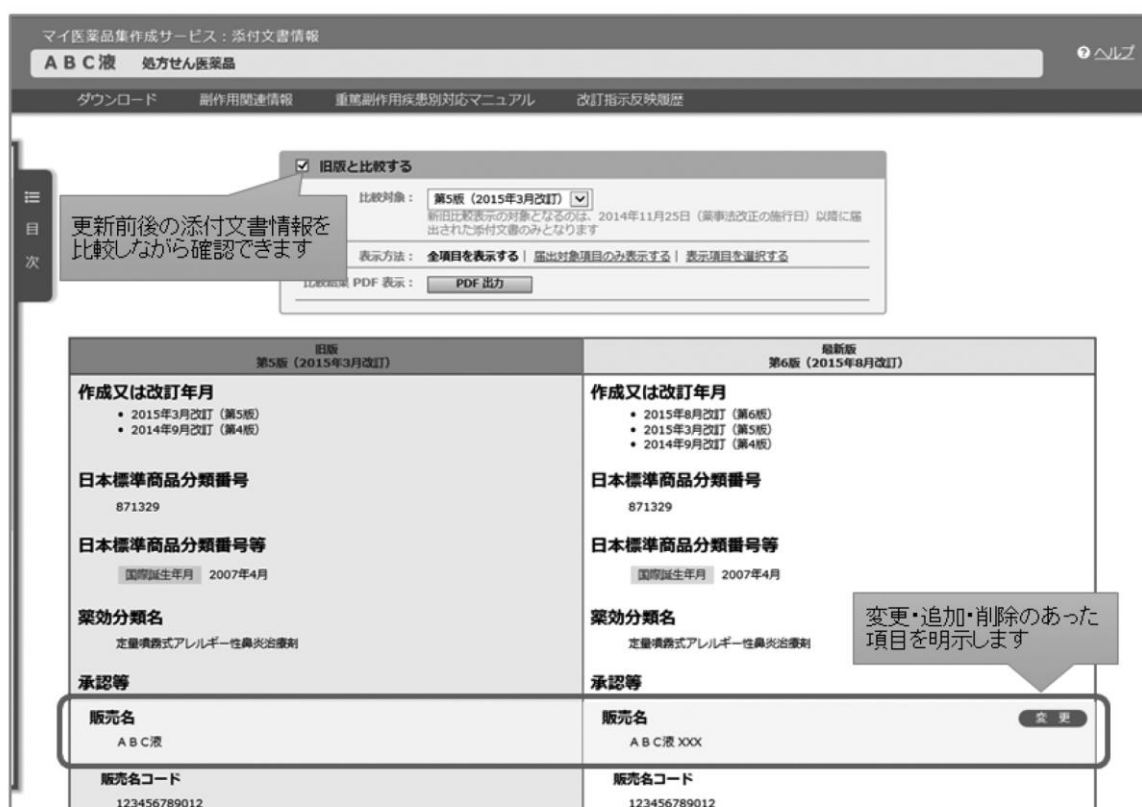 マイ医薬品集作成サービス：添付文書情報
ＡＢＣ液　処方せん医薬品
ヘルプ
ダウンロード　副作用関連情報　重篤副作用疾患別対応マニュアル　改訂指示反映履歴
目次
旧版と比較する
更新前後の添付文書情報を
比較しながら確認できます
比較対象： 第5版（2015年3月改訂）
新旧比較表示の対象となるのは、2014年11月25日（薬事法改正の施行日）以降に届
出された添付文書のみとなります
表示方法： 全項目を表示する | 届出対象項目のみ表示する | 表示項目を選択する
比較結果 PDF 表示： PDF 出力
旧版
第5版（2015年3月改訂）
作成又は改訂年月
• 2015年3月改訂（第5版）
• 2014年9月改訂（第4版）
日本標準商品分類番号
871329
日本標準商品分類番号等
国際誕生年月 2007年4月
薬効分類名
定量噴霧式アレルギー性鼻炎治療剤
承認等
販売名
ＡＢＣ液
販売名コード
123456789012
最新版
第6版（2015年8月改訂）
作成又は改訂年月
• 2015年8月改訂（第6版）
• 2015年3月改訂（第5版）
• 2014年9月改訂（第4版）
日本標準商品分類番号
871329
日本標準商品分類番号等
国際誕生年月 2007年4月
薬効分類名
定量噴霧式アレルギー性鼻炎治療剤
変更・追加・削除のあった
項目を明示します
承認等
販売名
変 更
ＡＢＣ液 XXX
販売名コード
123456789012